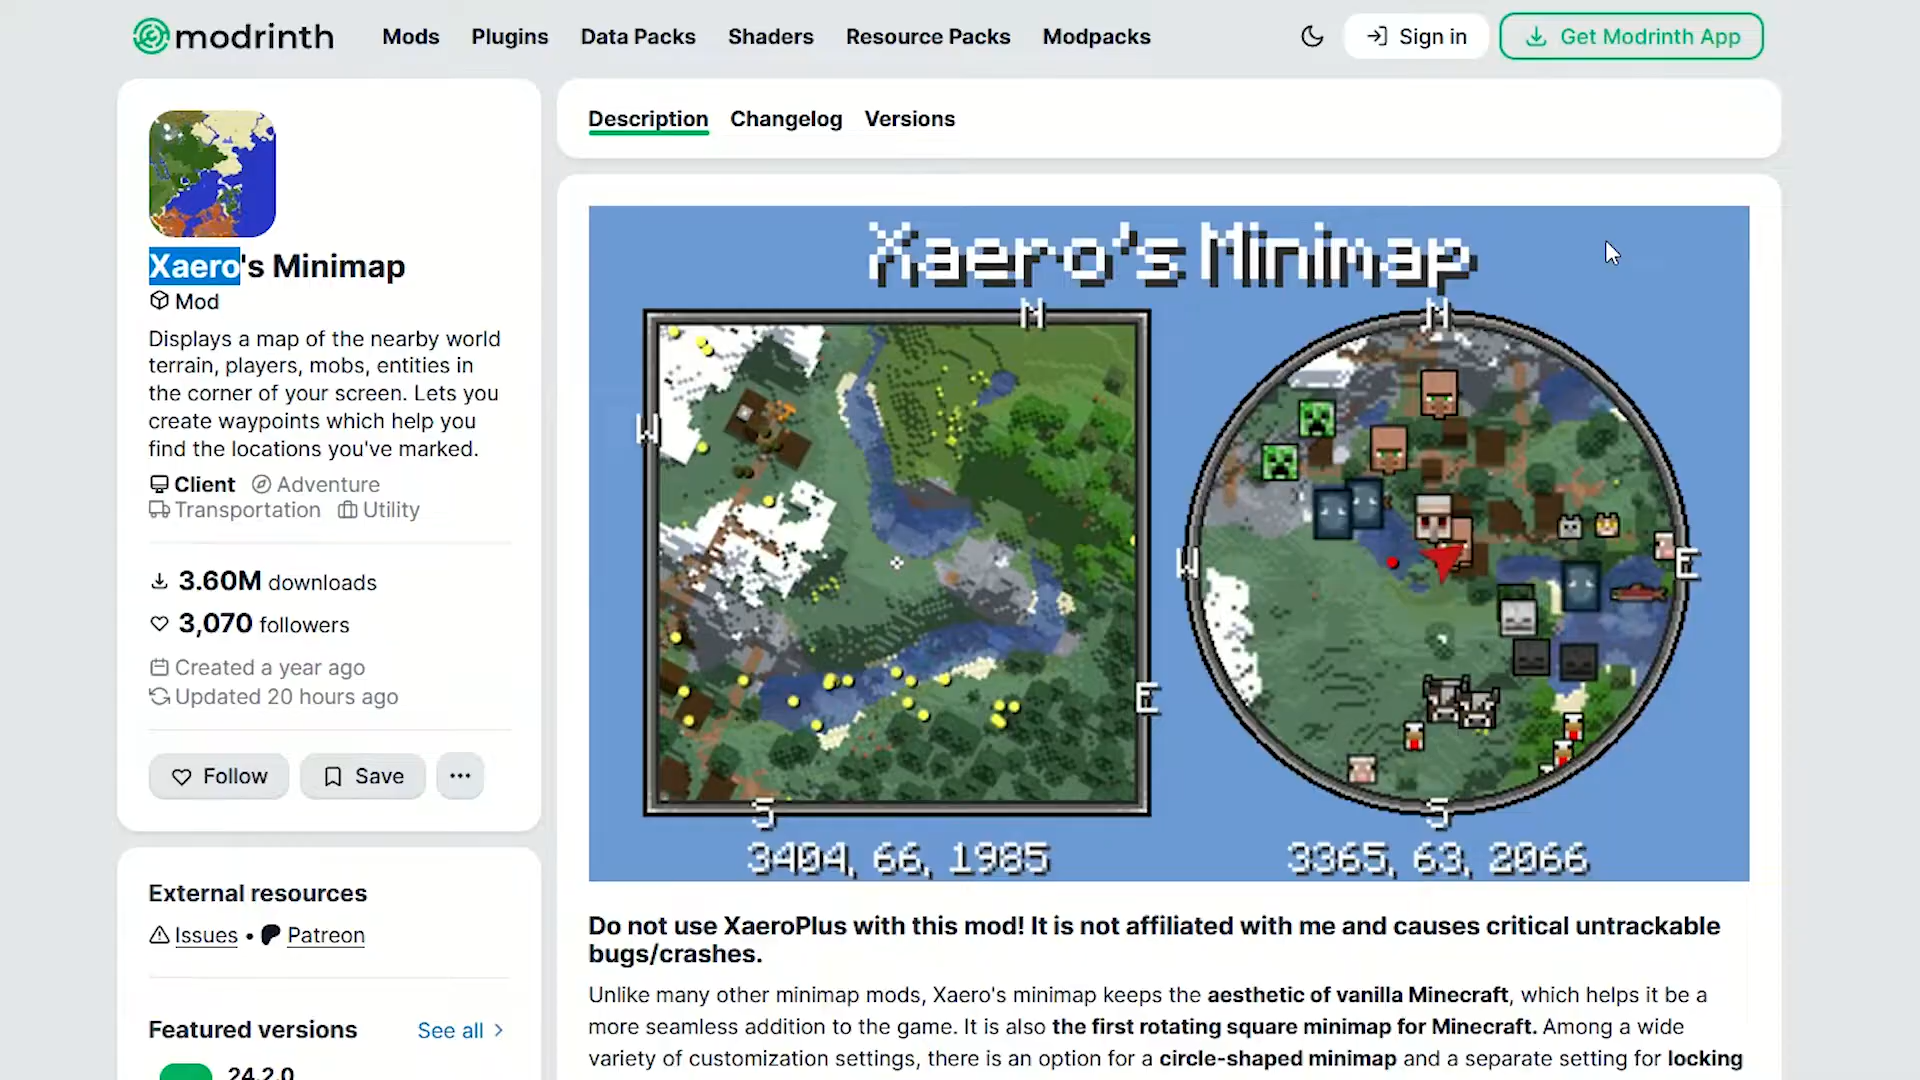 modrinth
Mods
Plugins
Data Packs
Shaders
Resource Packs
Modpacks
Sign in
Get Modrinth App
Xaero's Minimap
Mod
Displays a map of the nearby world
terrain, players, mobs, entities in
the corner of your screen. Lets you
create waypoints which help you
find the locations you've marked.
Client Adventure
Transportation Utility
3.60M downloads
3,070 followers
Created a year ago
Updated 20 hours ago
Follow
Save
External resources
Issues • Patreon
Featured versions
See all
24.2.0
Description
Changelog
Versions
Xaero's Minimap
N
W
E
S
3404, 66, 1985
N
W
E
S
3365, 63, 2066
Do not use XaeroPlus with this mod! It is not affiliated with me and causes critical untrackable
bugs/crashes.
Unlike many other minimap mods, Xaero's minimap keeps the aesthetic of vanilla Minecraft, which helps it be a
more seamless addition to the game. It is also the first rotating square minimap for Minecraft. Among a wide
variety of customization settings, there is an option for a circle-shaped minimap and a separate setting for locking